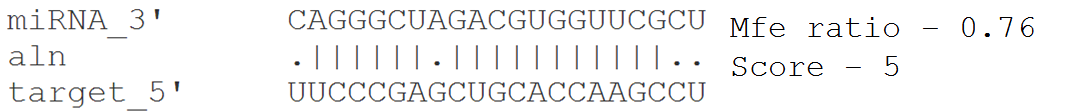 miRNA_3' CAGGGCUAGACGUGGUUCGCU Mfe ratio – 0.76
aln .||||||.|||||||||||.. Score – 5
target_5' UUCCCGAGCUGCACCAAGCCU